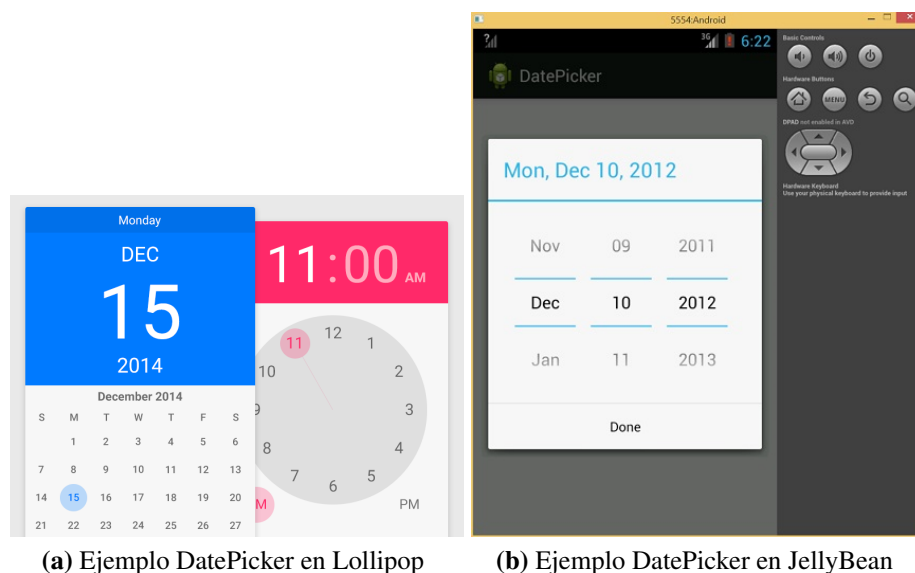 Monday
DEC
15
2014
December 2014
S M T W T F S
1 2 3 4 5 6
7 8 9 10 11 12 13
14 15 16 17 18 19 20
21 22 23 24 25 26 27
11:00 AM
12
1
2
3
4
5
6
7
8
9
10
11
M
PM
(a) Ejemplo DatePicker en Lollipop
5554:Android
3G 6:22
DatePicker
Mon, Dec 10, 2012
Nov 09 2011
Dec 10 2012
Jan 11 2013
Done
Basic Controls
Hardware Buttons
MENU
DPAD not enabled in AVD
Hardware Keyboard
Use your physical keyboard to provide input
(b) Ejemplo DatePicker en JellyBean